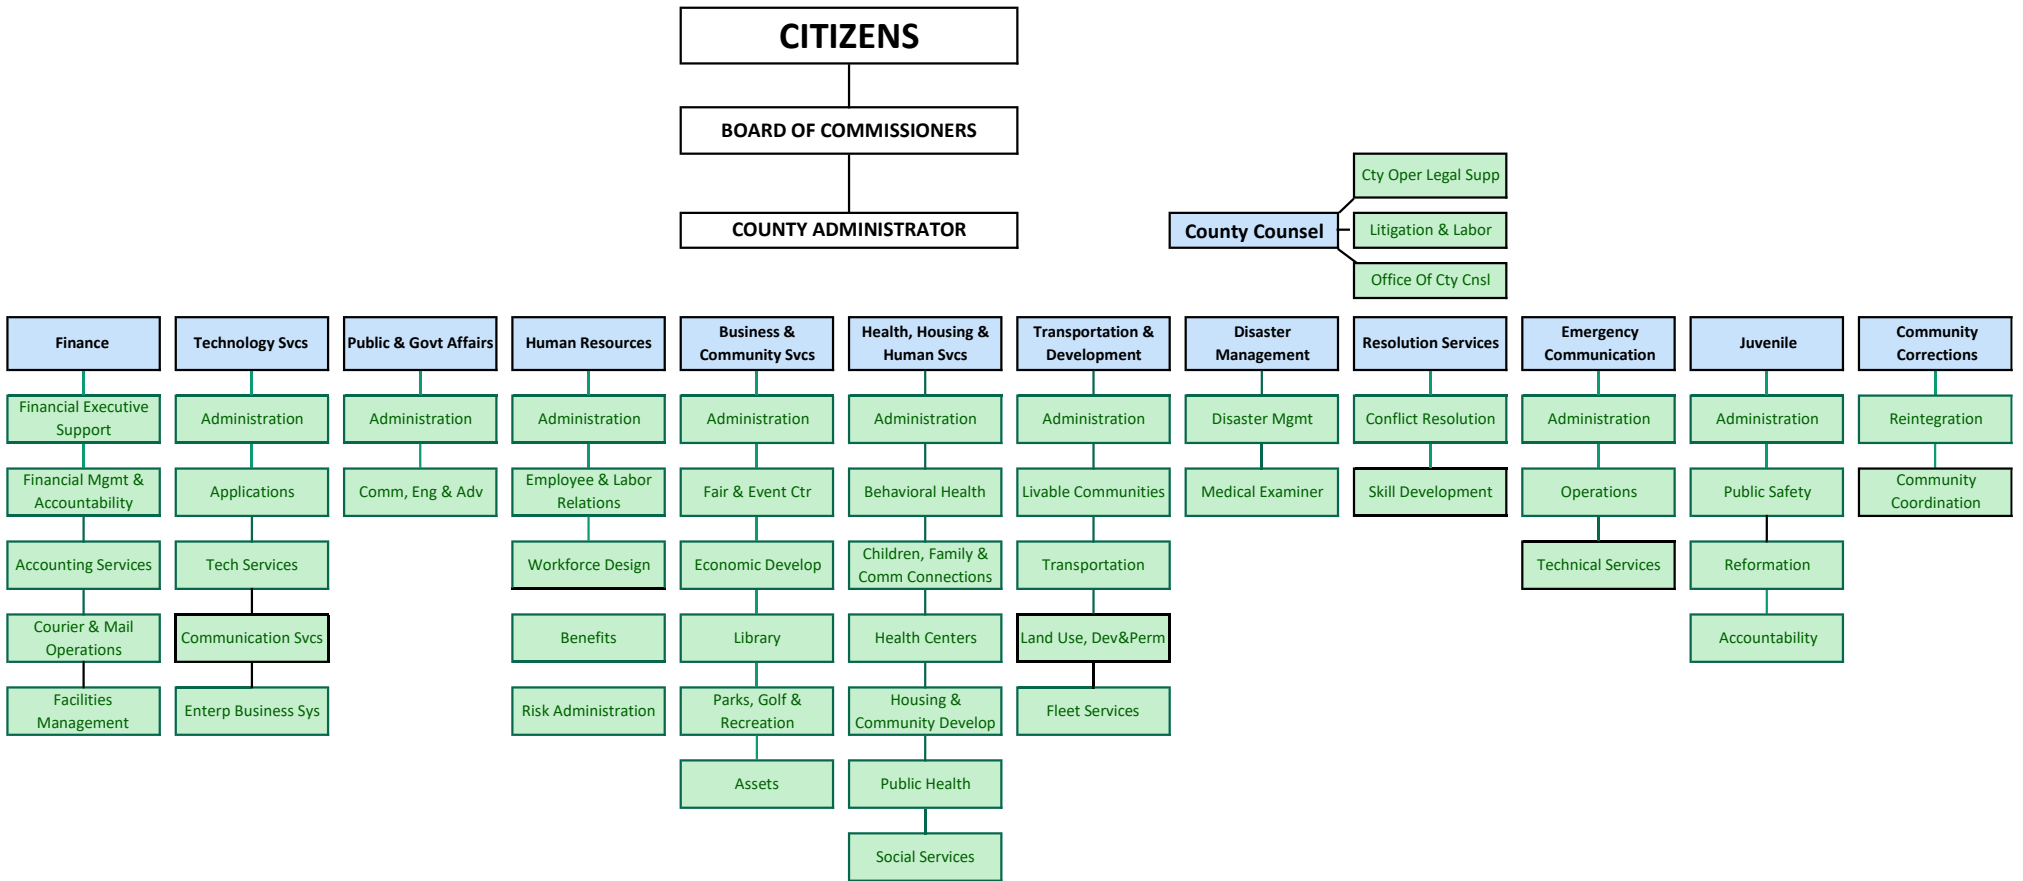 CITIZENS
BOARD OF COMMISSIONERS
COUNTY ADMINISTRATOR
County Counsel
Cty Oper Legal Supp
Litigation & Labor
Office Of Cty Cnsl
Finance
Financial Executive
Support
Financial Mgmt &
Accountability
Accounting Services
Courier & Mail
Operations
Facilities
Management
Technology Svcs
Administration
Applications
Tech Services
Communication Svcs
Enterp Business Sys
Public & Govt Affairs
Administration
Comm, Eng & Adv
Human Resources
Administration
Employee & Labor
Relations
Workforce Design
Benefits
Risk Administration
Business &
Community Svcs
Administration
Fair & Event Ctr
Economic Develop
Library
Parks, Golf &
Recreation
Assets
Health, Housing &
Human Svcs
Administration
Behavioral Health
Children, Family &
Comm Connections
Health Centers
Housing &
Community Develop
Public Health
Social Services
Transportation &
Development
Administration
Livable Communities
Transportation
Land Use, Dev&Perm
Fleet Services
Disaster
Management
Disaster Mgmt
Medical Examiner
Resolution Services
Conflict Resolution
Skill Development
Emergency
Communication
Administration
Operations
Technical Services
Juvenile
Administration
Public Safety
Reformation
Accountability
Community
Corrections
Reintegration
Community
Coordination